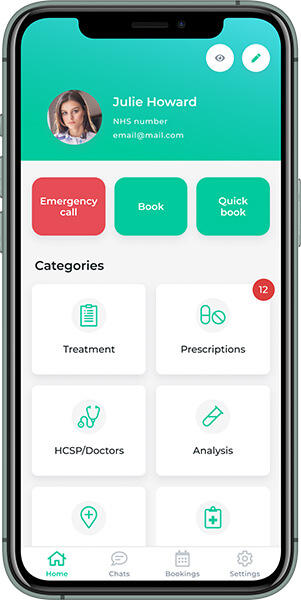 Julie Howard
NHS number
email@mail.com
Emergency
call
Book
Quick
book
Categories
12
Treatment
Prescriptions
HCSP/Doctors
Analysis
Home
Chats
Bookings
Settings